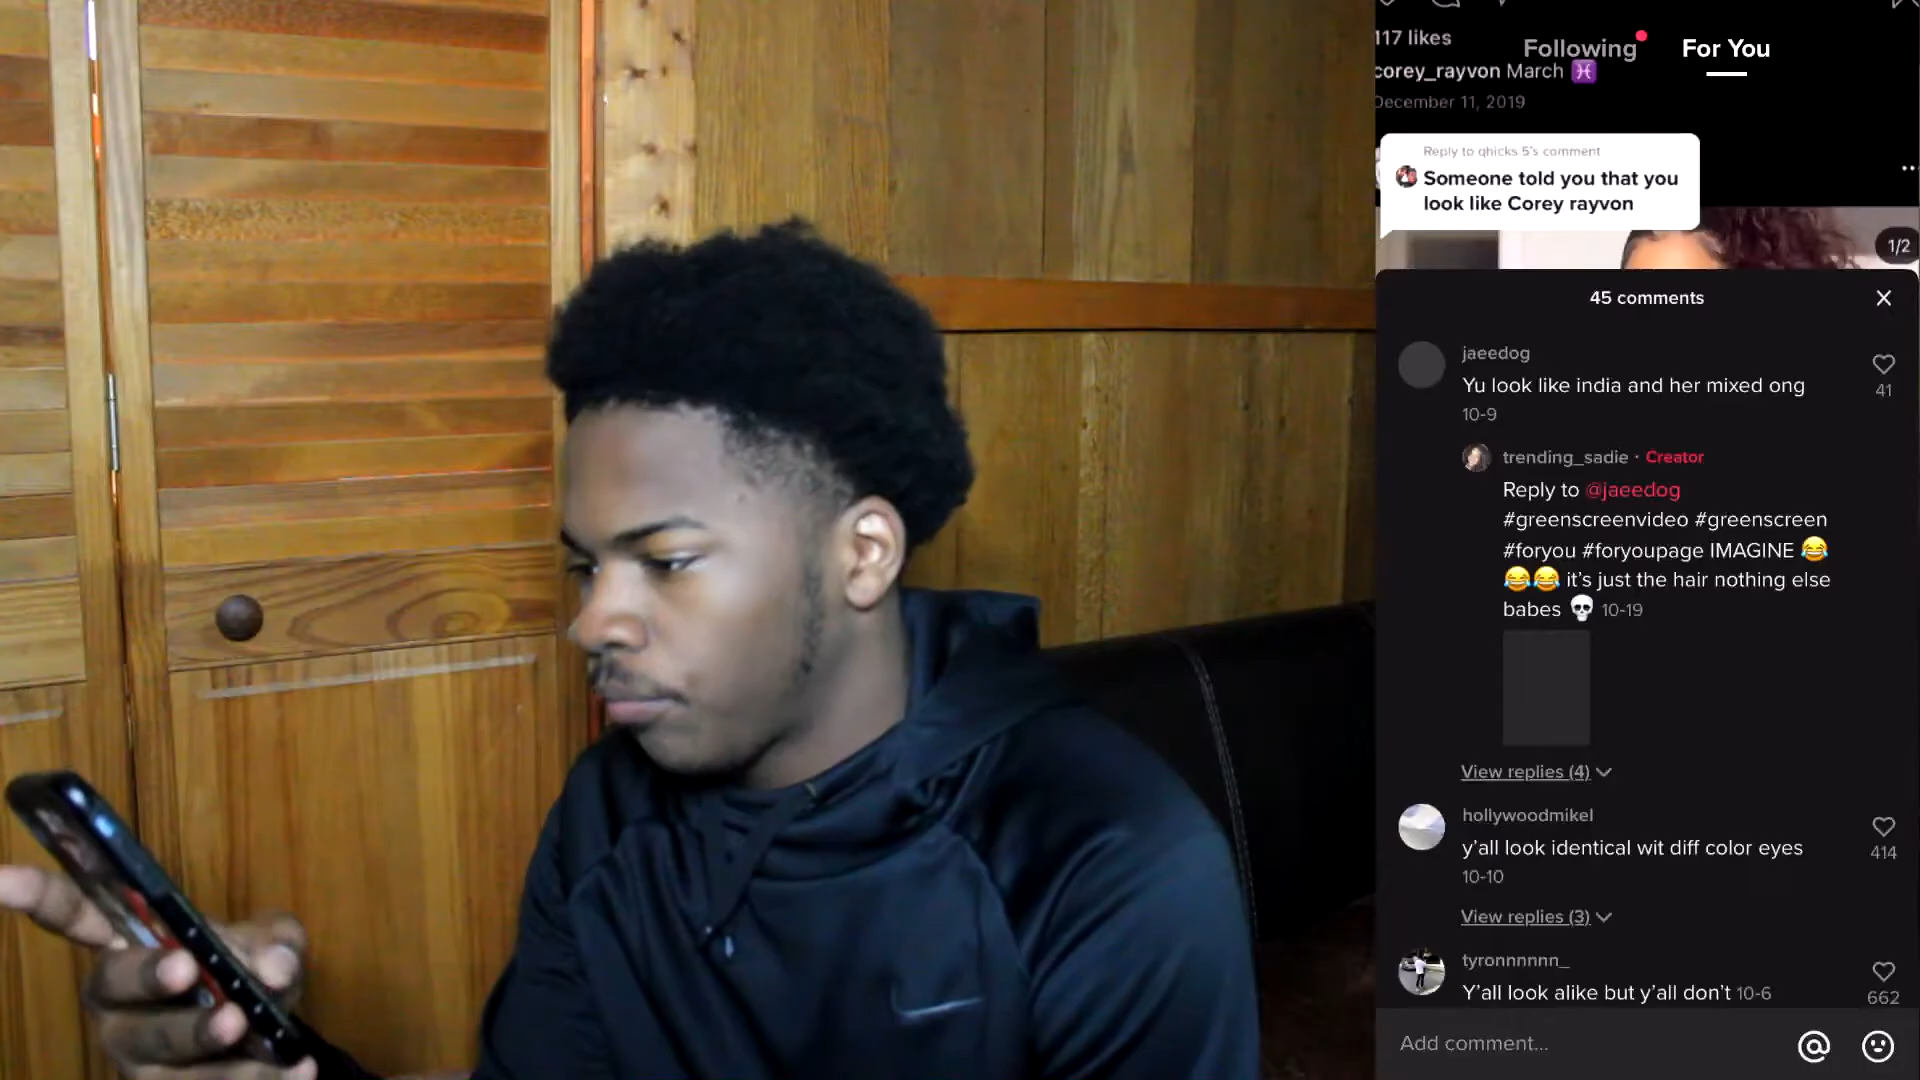 117 likes
Following
For You
corey_rayvon March ♓
December 11, 2019
Reply to qhicks 5's comment
Someone told you that you
look like Corey rayvon
1/2
45 comments
jaeedog
Yu look like india and her mixed ong
41
10-9
trending_sadie · Creator
Reply to @jaeedog
#greenscreenvideo #greenscreen
#foryou #foryoupage IMAGINE 😂
😂😂 it's just the hair nothing else
babes 💀 10-19
View replies (4)
hollywoodmikel
y'all look identical wit diff color eyes
414
10-10
View replies (3)
tyronnnnnn_
Y'all look alike but y'all don't 10-6
662
Add comment...